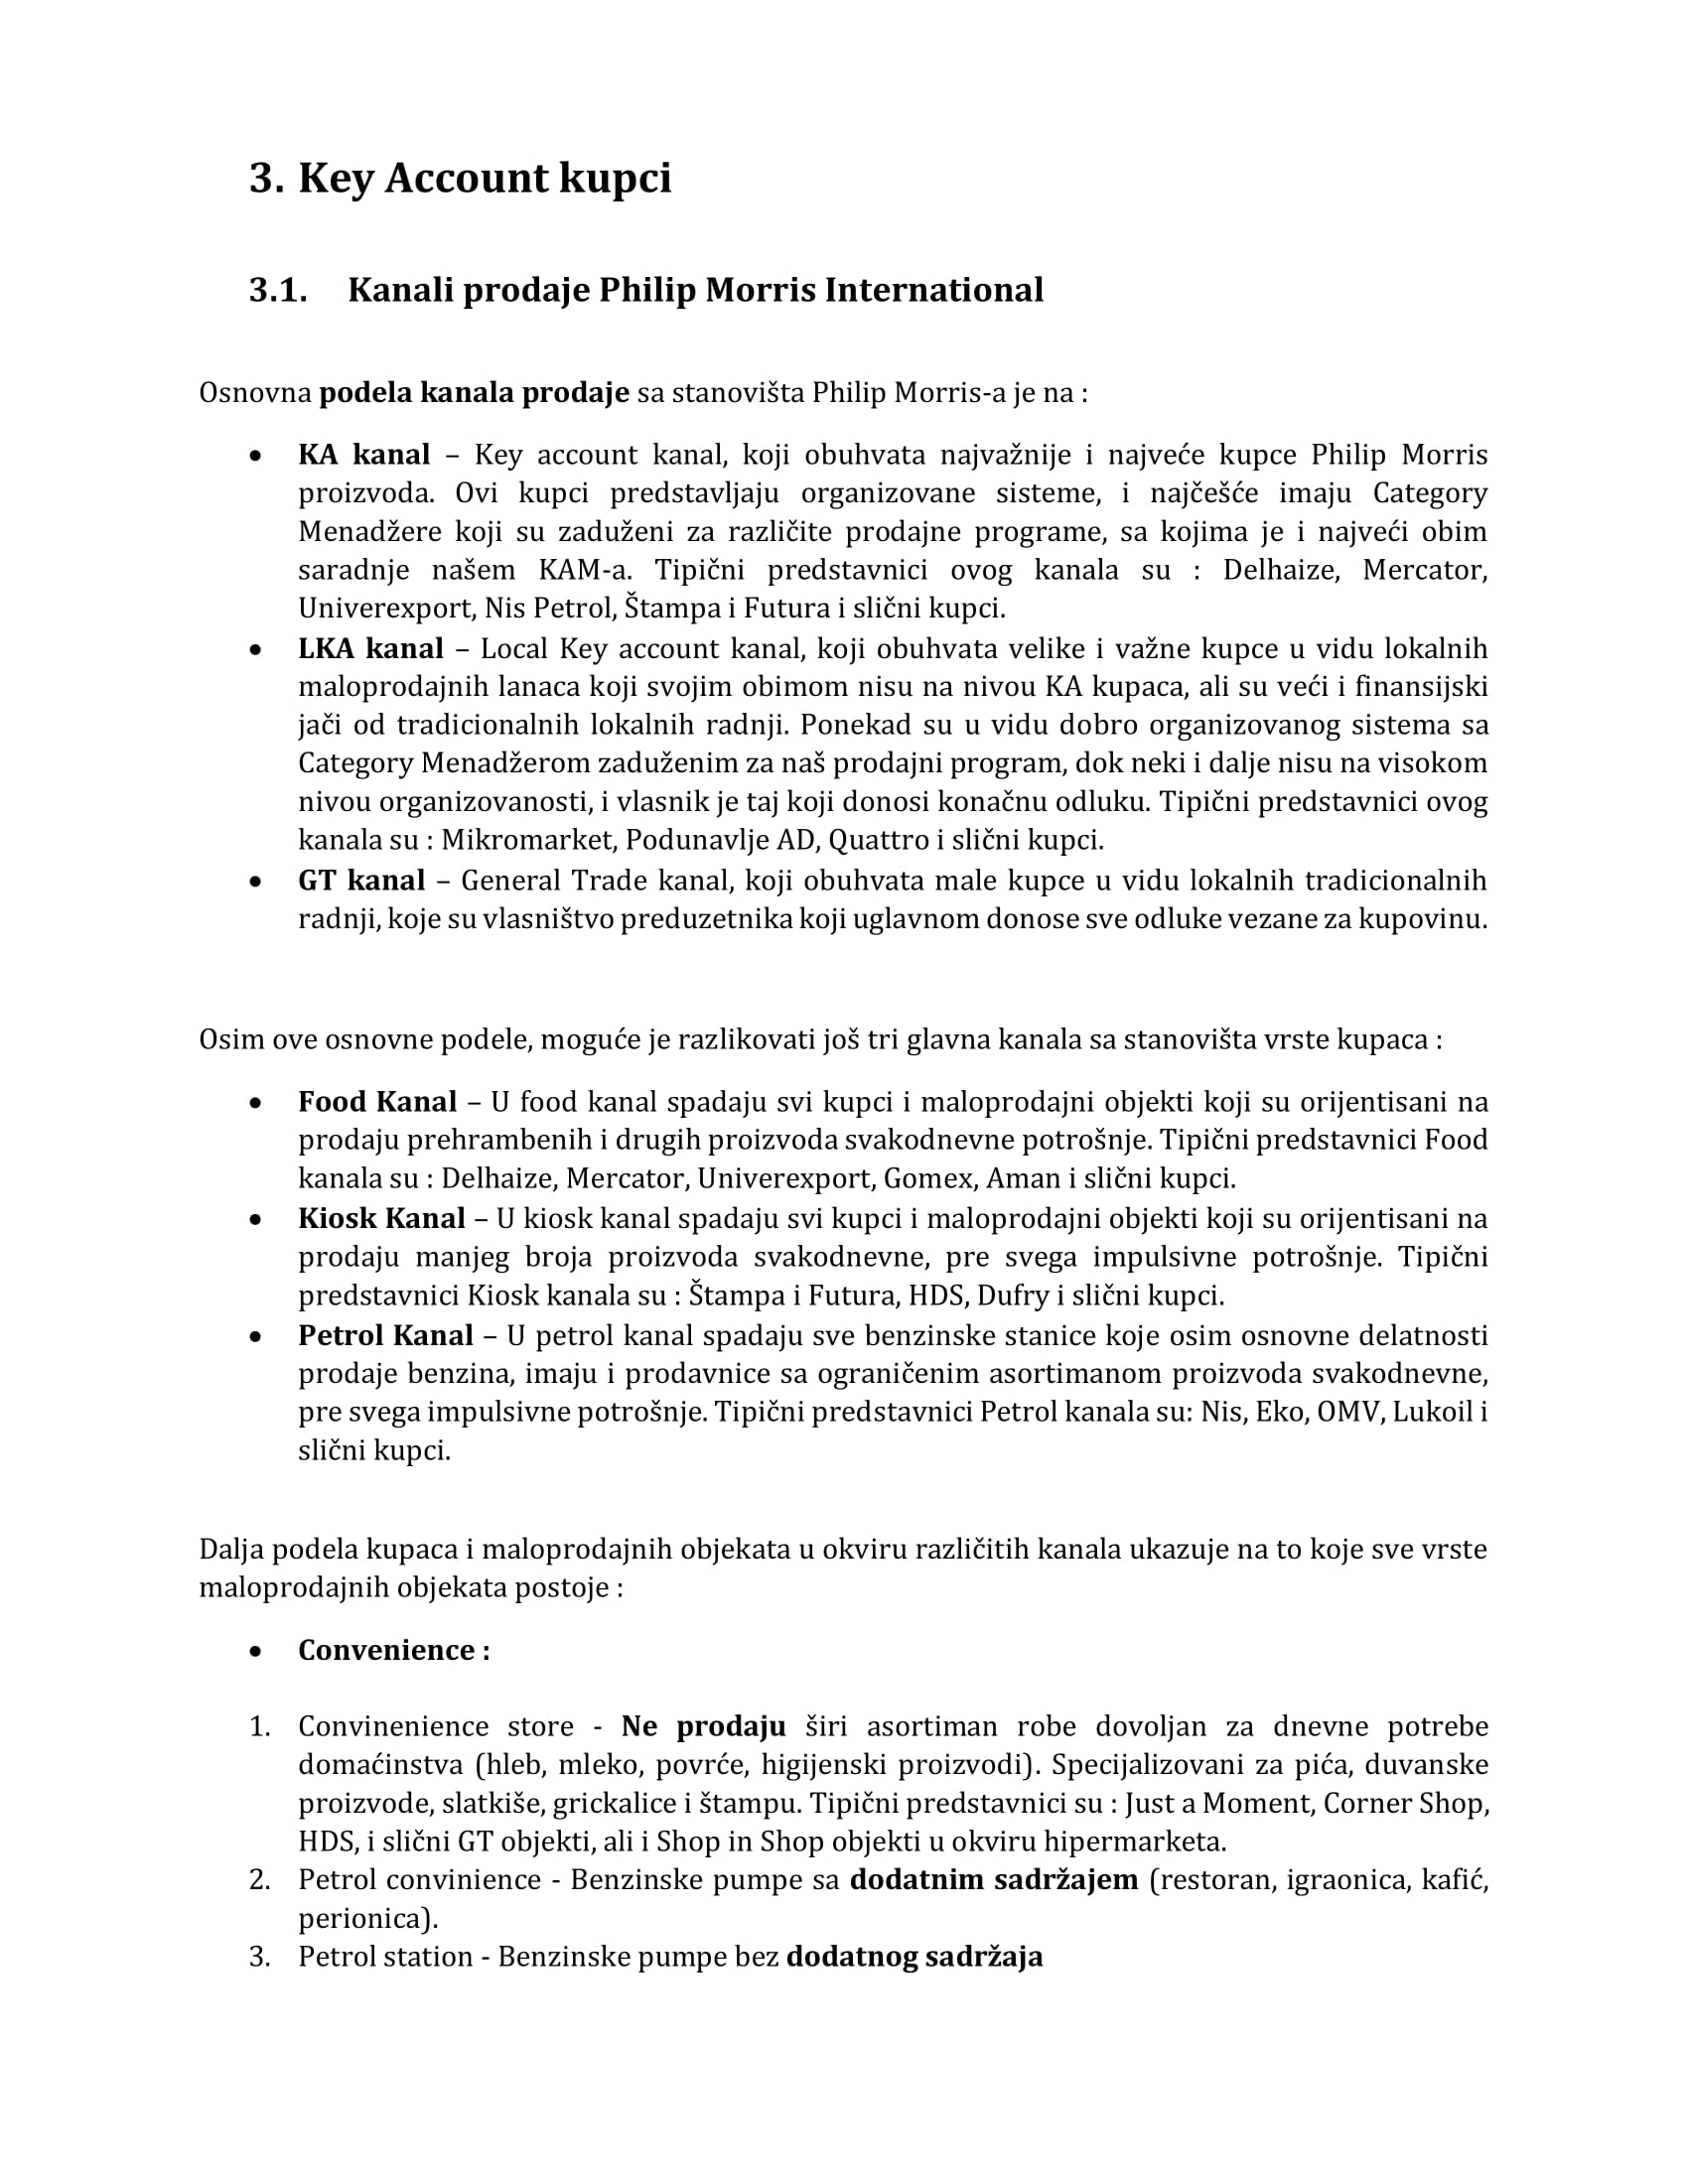 3. Key Account kupci
3.1. Kanali prodaje Philip Morris International
Osnovna podela kanala prodaje sa stanovišta Philip Morris-a je na :
• KA kanal – Key account kanal, koji obuhvata najvažnije i najveće kupce Philip Morris
proizvoda. Ovi kupci predstavljaju organizovane sisteme, i najčešće imaju Category
Menadžere koji su zaduženi za različite prodajne programe, sa kojima je i najveći obim
saradnje našem KAM-a. Tipični predstavnici ovog kanala su : Delhaize, Mercator,
Univerexport, Nis Petrol, Štampa i Futura i slični kupci.
• LKA kanal – Local Key account kanal, koji obuhvata velike i važne kupce u vidu lokalnih
maloprodajnih lanaca koji svojim obimom nisu na nivou KA kupaca, ali su veći i finansijski
jači od tradicionalnih lokalnih radnji. Ponekad su u vidu dobro organizovanog sistema sa
Category Menadžerom zaduženim za naš prodajni program, dok neki i dalje nisu na visokom
nivou organizovanosti, i vlasnik je taj koji donosi konačnu odluku. Tipični predstavnici ovog
kanala su : Mikromarket, Podunavlje AD, Quattro i slični kupci.
• GT kanal – General Trade kanal, koji obuhvata male kupce u vidu lokalnih tradicionalnih
radnji, koje su vlasništvo preduzetnika koji uglavnom donose sve odluke vezane za kupovinu.
Osim ove osnovne podele, moguće je razlikovati još tri glavna kanala sa stanovišta vrste kupaca :
• Food Kanal – U food kanal spadaju svi kupci i maloprodajni objekti koji su orijentisani na
prodaju prehrambenih i drugih proizvoda svakodnevne potrošnje. Tipični predstavnici Food
kanala su : Delhaize, Mercator, Univerexport, Gomex, Aman i slični kupci.
• Kiosk Kanal – U kiosk kanal spadaju svi kupci i maloprodajni objekti koji su orijentisani na
prodaju manjeg broja proizvoda svakodnevne, pre svega impulsivne potrošnje. Tipični
predstavnici Kiosk kanala su : Štampa i Futura, HDS, Dufry i slični kupci.
• Petrol Kanal – U petrol kanal spadaju sve benzinske stanice koje osim osnovne delatnosti
prodaje benzina, imaju i prodavnice sa ograničenim asortimanom proizvoda svakodnevne,
pre svega impulsivne potrošnje. Tipični predstavnici Petrol kanala su: Nis, Eko, OMV, Lukoil i
slični kupci.
Dalja podela kupaca i maloprodajnih objekata u okviru različitih kanala ukazuje na to koje sve vrste
maloprodajnih objekata postoje :
• Convenience :
1. Convinenience store - Ne prodaju širi asortiman robe dovoljan za dnevne potrebe
domaćinstva (hleb, mleko, povrće, higijenski proizvodi). Specijalizovani za pića, duvanske
proizvode, slatkiše, grickalice i štampu. Tipični predstavnici su : Just a Moment, Corner Shop,
HDS, i slični GT objekti, ali i Shop in Shop objekti u okviru hipermarketa.
2. Petrol convinience - Benzinske pumpe sa dodatnim sadržajem (restoran, igraonica, kafić,
perionica).
3. Petrol station - Benzinske pumpe bez dodatnog sadržaja